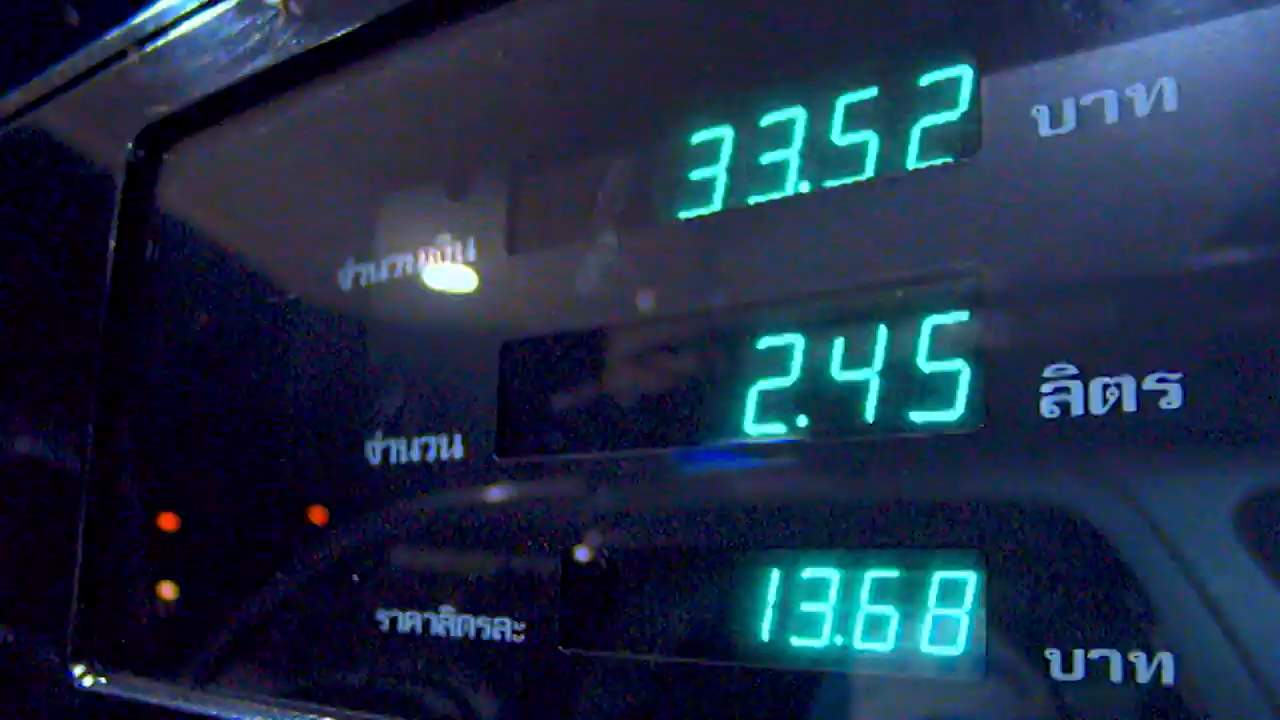 จำนวนเงิน 33.52 บาท
จำนวน 2.45 ลิตร
ราคาลิตรละ 13.68 บาท